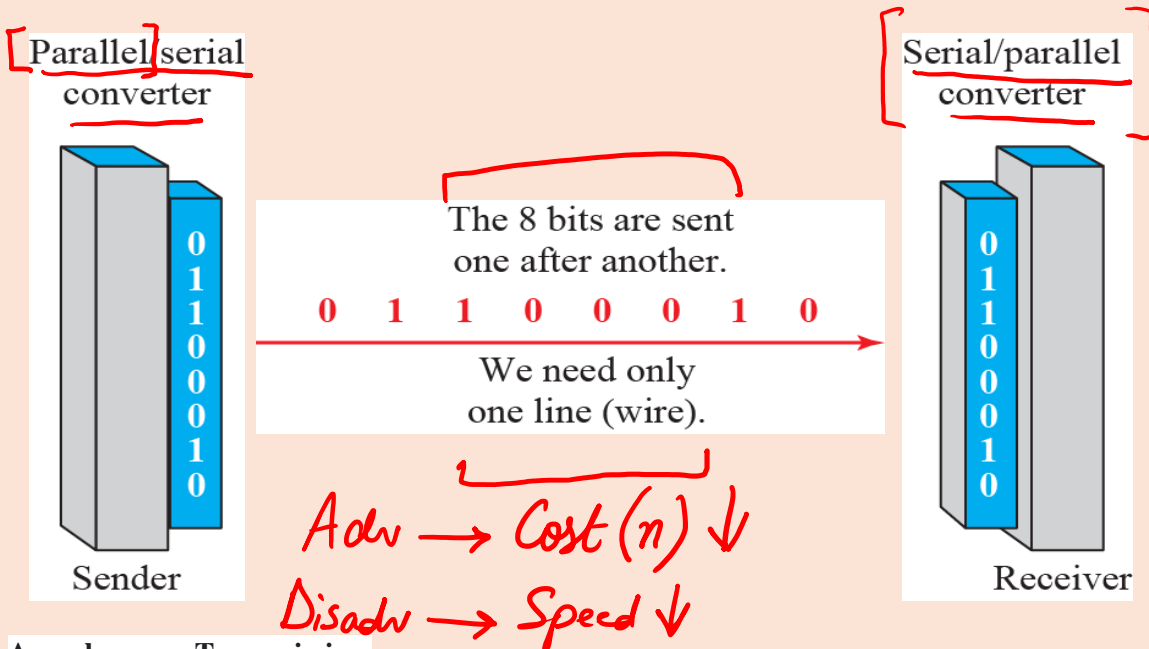 Parallel/serial
converter
Serial/parallel
converter
0
1
1
0
0
0
1
0
The 8 bits are sent
one after another.
0 1 1 0 0 0 1 0
We need only
one line (wire).
0
1
1
0
0
0
1
0
Adv → Cost (n) ↓
Sender
Receiver
Disadv → Speed ↓